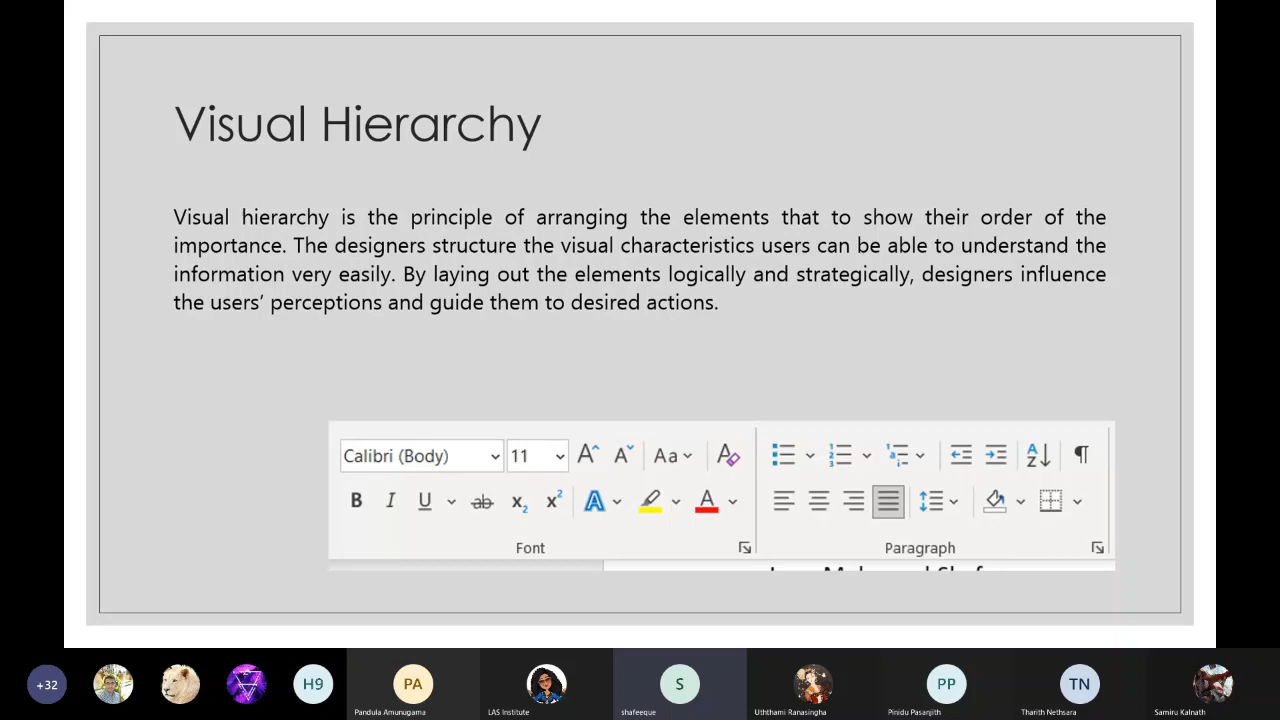 Visual Hierarchy
Visual hierarchy is the principle of arranging the elements that to show their order of the
importance. The designers structure the visual characteristics users can be able to understand the
information very easily. By laying out the elements logically and strategically, designers influence
the users’ perceptions and guide them to desired actions.
Calibri (Body) 11 Aa
B I U ab x2 x2 A A
Font Paragraph
+32 H9 PA S PP TN
Pandula Amunugama LAS Institute shafeeque Uththami Ranasingha Pinidu Pasanjith Tharith Nethsara Samiru Kalnath